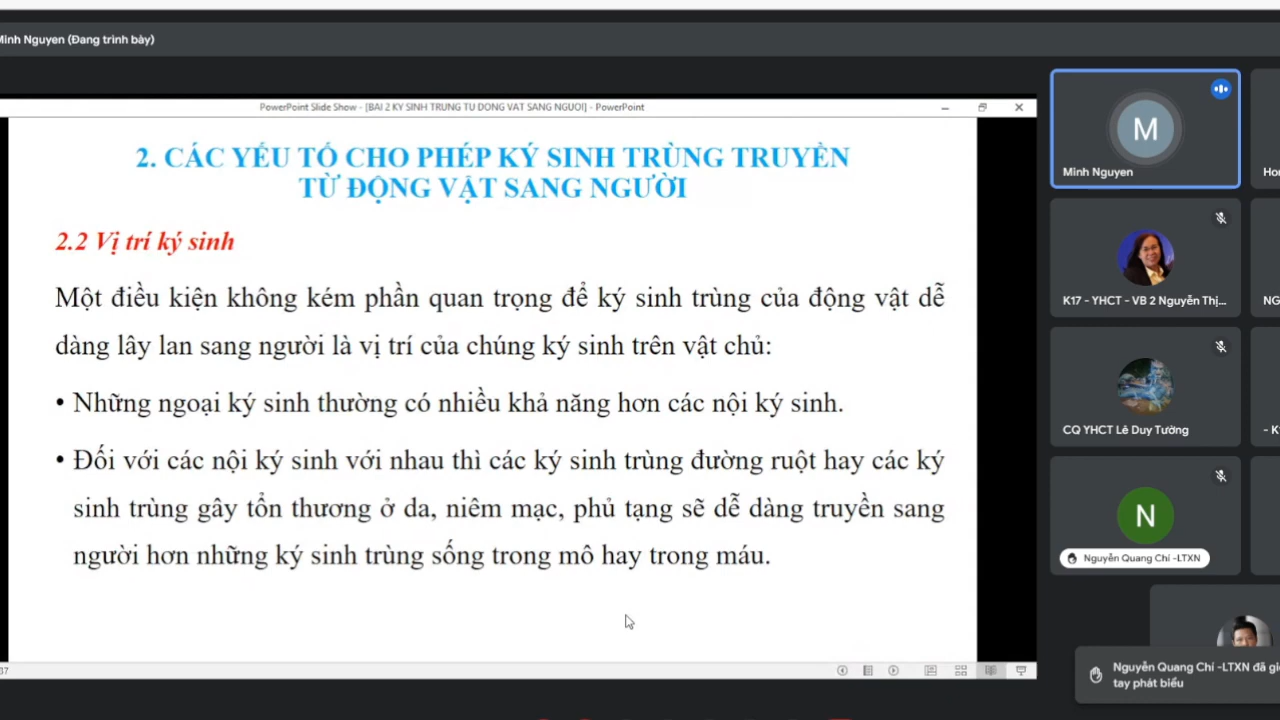 Minh Nguyen (Đang trình bày)
PowerPoint Slide Show - [BAI 2 KY SINH TRUNG TU DONG VAT SANG NGUOI] - PowerPoint
2. CÁC YẾU TỐ CHO PHÉP KÝ SINH TRÙNG TRUYỀN
TỪ ĐỘNG VẬT SANG NGƯỜI
2.2 Vị trí ký sinh
Một điều kiện không kém phần quan trọng để ký sinh trùng của động vật dễ
dàng lây lan sang người là vị trí của chúng ký sinh trên vật chủ:
• Những ngoại ký sinh thường có nhiều khả năng hơn các nội ký sinh.
• Đối với các nội ký sinh với nhau thì các ký sinh trùng đường ruột hay các ký
sinh trùng gây tổn thương ở da, niêm mạc, phủ tạng sẽ dễ dàng truyền sang
người hơn những ký sinh trùng sống trong mô hay trong máu.
M
Minh Nguyen
K17 - YHCT - VB 2 Nguyễn Thị...
NG
CQ YHCT Lê Duy Tường
N
Nguyễn Quang Chí -LTXN
Nguyễn Quang Chí -LTXN đã
tay phát biểu